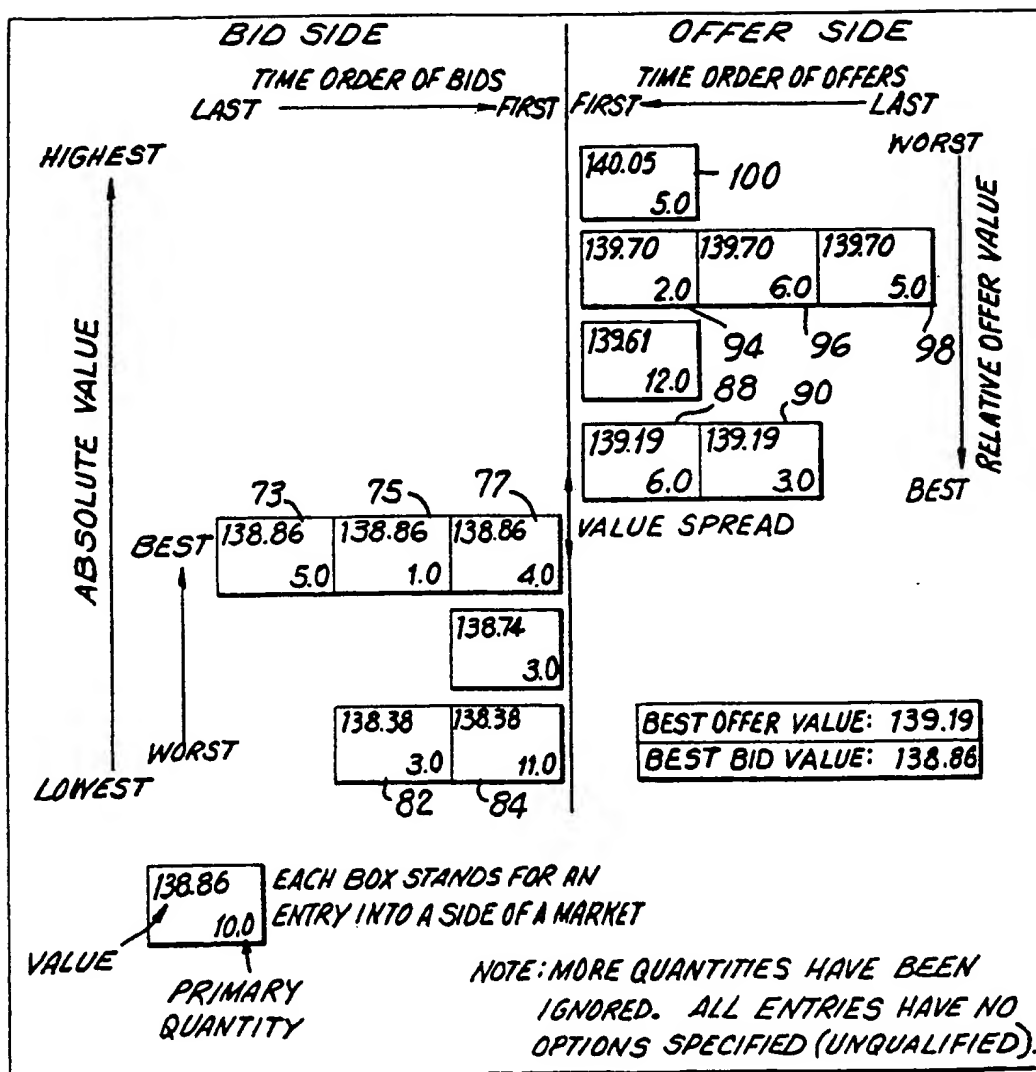 BID SIDE
OFFER SIDE
TIME ORDER OF BIDS
LAST FIRST
TIME ORDER OF OFFERS
FIRST LAST
HIGHEST
ABSOLUTE VALUE
LOWEST
WORST
RELATIVE OFFER VALUE
BEST
140.05
5.0
100
139.70 139.70 139.70
2.0 6.0 5.0
94 96 98
139.61
12.0
88 90
139.19 139.19
6.0 3.0
VALUE SPREAD
73 75 77
BEST
138.86 138.86 138.86
5.0 1.0 4.0
138.74
3.0
WORST
138.38 138.38
3.0 11.0
82 84
BEST OFFER VALUE: 139.19
BEST BID VALUE: 138.86
138.86
10.0
VALUE
PRIMARY
QUANTITY
EACH BOX STANDS FOR AN
ENTRY INTO A SIDE OF A MARKET
NOTE: MORE QUANTITIES HAVE BEEN
IGNORED. ALL ENTRIES HAVE NO
OPTIONS SPECIFIED (UNQUALIFIED).